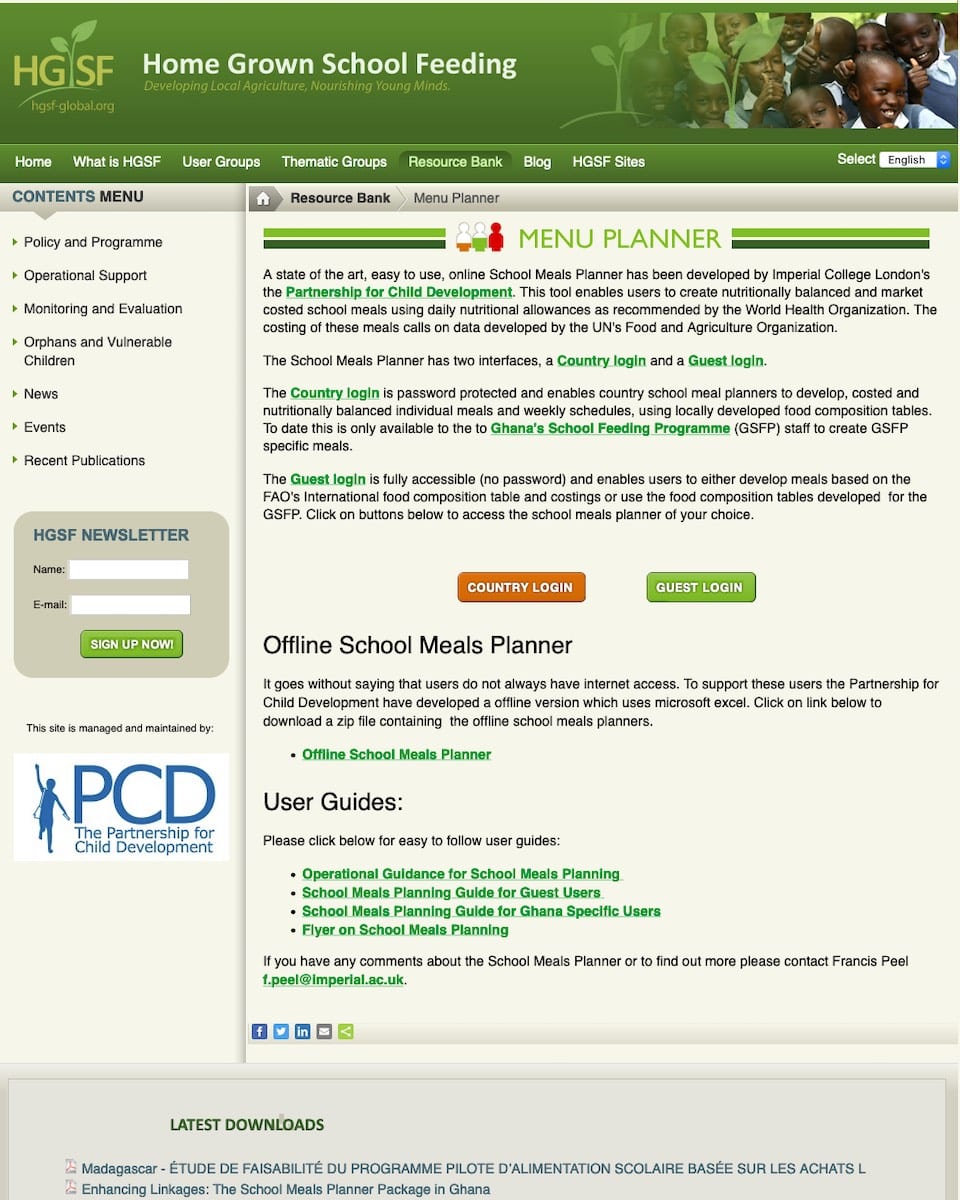 HGSF
hgsf-global.org
Home Grown School Feeding
Developing Local Agriculture, Nourishing Young Minds.
Home What is HGSF User Groups Thematic Groups Resource Bank Blog HGSF Sites Select English
CONTENTS MENU
Policy and Programme
Operational Support
Monitoring and Evaluation
Orphans and Vulnerable
Children
News
Events
Recent Publications
HGSF NEWSLETTER
Name:
E-mail:
SIGN UP NOW!
This site is managed and maintained by:
PCD
The Partnership for
Child Development
Resource Bank Menu Planner
MENU PLANNER
A state of the art, easy to use, online School Meals Planner has been developed by Imperial College London's
the Partnership for Child Development. This tool enables users to create nutritionally balanced and market
costed school meals using daily nutritional allowances as recommended by the World Health Organization. The
costing of these meals calls on data developed by the UN's Food and Agriculture Organization.
The School Meals Planner has two interfaces, a Country login and a Guest login.
The Country login is password protected and enables country school meal planners to develop, costed and
nutritionally balanced individual meals and weekly schedules, using locally developed food composition tables.
To date this is only available to the to Ghana's School Feeding Programme (GSFP) staff to create GSFP
specific meals.
The Guest login is fully accessible (no password) and enables users to either develop meals based on the
FAO's International food composition table and costings or use the food composition tables developed for the
GSFP. Click on buttons below to access the school meals planner of your choice.
COUNTRY LOGIN GUEST LOGIN
Offline School Meals Planner
It goes without saying that users do not always have internet access. To support these users the Partnership for
Child Development have developed a offline version which uses microsoft excel. Click on link below to
download a zip file containing the offline school meals planners.
• Offline School Meals Planner
User Guides:
Please click below for easy to follow user guides:
• Operational Guidance for School Meals Planning
• School Meals Planning Guide for Guest Users
• School Meals Planning Guide for Ghana Specific Users
• Flyer on School Meals Planning
If you have any comments about the School Meals Planner or to find out more please contact Francis Peel
f.peel@imperial.ac.uk.
LATEST DOWNLOADS
Madagascar - ÉTUDE DE FAISABILITÉ DU PROGRAMME PILOTE D'ALIMENTATION SCOLAIRE BASÉE SUR LES ACHATS L
Enhancing Linkages: The School Meals Planner Package in Ghana